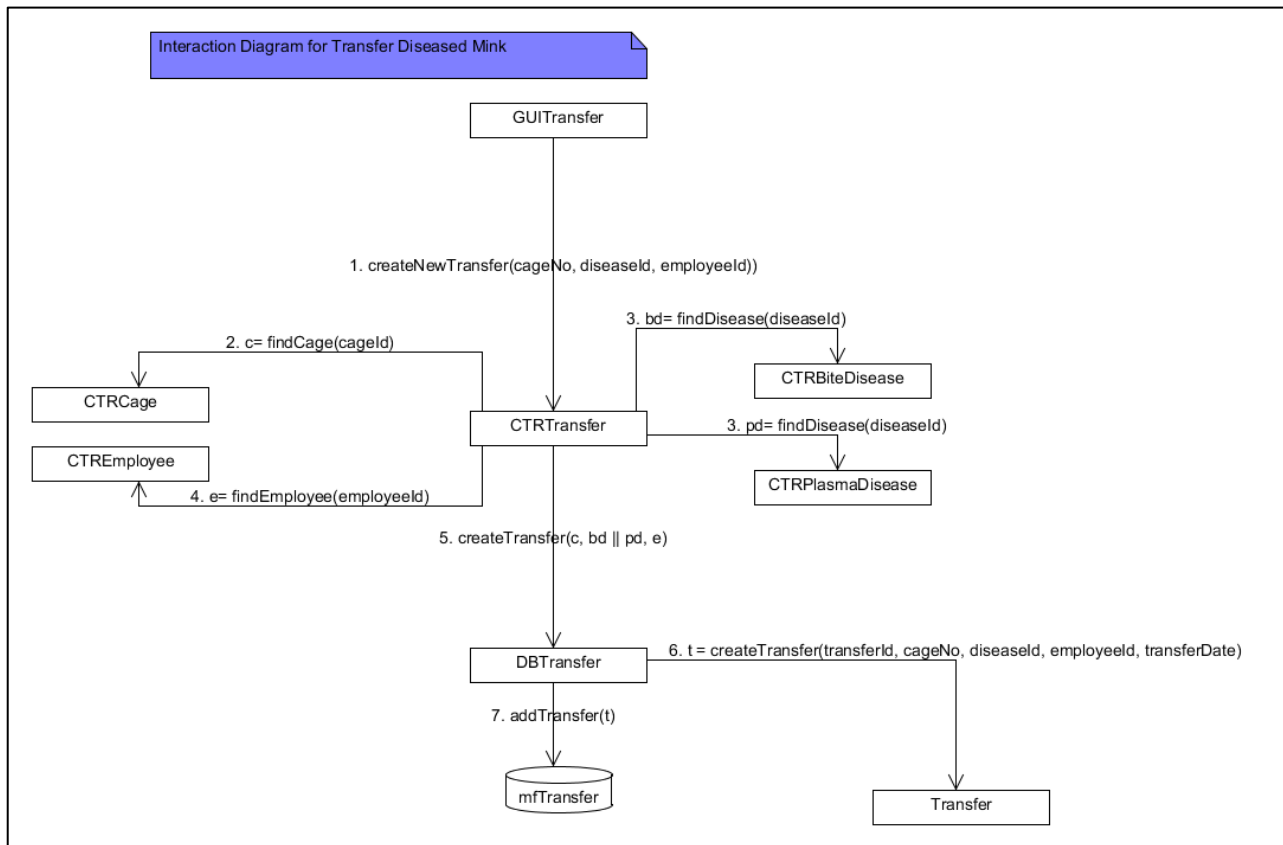 Interaction Diagram for Transfer Diseased Mink
GUITransfer
1. createNewTransfer(cageNo, diseaseId, employeeId))
3. bd= findDisease(diseaseId)
2. c= findCage(cageId)
CTRBiteDisease
CTRCage
CTRTransfer
3. pd= findDisease(diseaseId)
CTREmployee
CTRPlasmaDisease
4. e= findEmployee(employeeId)
5. createTransfer(c, bd || pd, e)
DBTransfer
6. t = createTransfer(transferId, cageNo, diseaseId, employeeId, transferDate)
7. addTransfer(t)
mfTransfer
Transfer